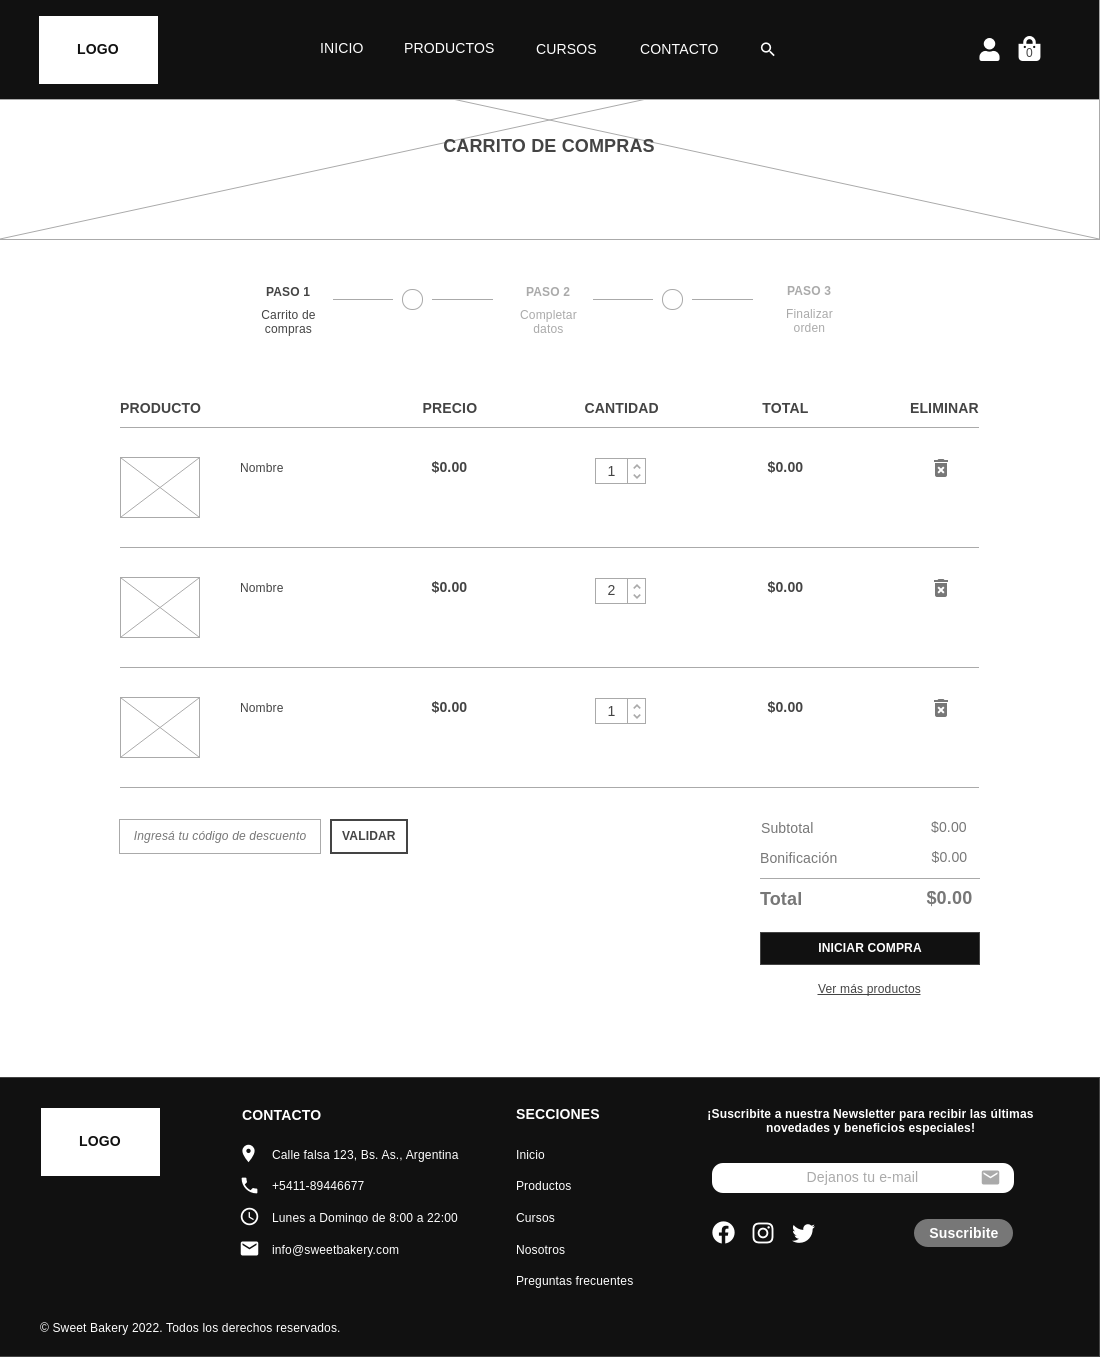 LOGO
INICIO
PRODUCTOS
CURSOS
CONTACTO
0
CARRITO DE COMPRAS
PASO 1
Carrito de
compras
PASO 2
Completar
datos
PASO 3
Finalizar
orden
PRODUCTO
PRECIO
CANTIDAD
TOTAL
ELIMINAR
Nombre
$0.00
1
$0.00
Nombre
$0.00
2
$0.00
Nombre
$0.00
1
$0.00
Ingresá tu código de descuento
VALIDAR
Subtotal
$0.00
Bonificación
$0.00
Total
$0.00
INICIAR COMPRA
Ver más productos
LOGO
CONTACTO
Calle falsa 123, Bs. As., Argentina
+5411-89446677
Lunes a Domingo de 8:00 a 22:00
info@sweetbakery.com
SECCIONES
Inicio
Productos
Cursos
Nosotros
Preguntas frecuentes
¡Suscribite a nuestra Newsletter para recibir las últimas
novedades y beneficios especiales!
Dejanos tu e-mail
Suscribite
© Sweet Bakery 2022. Todos los derechos reservados.